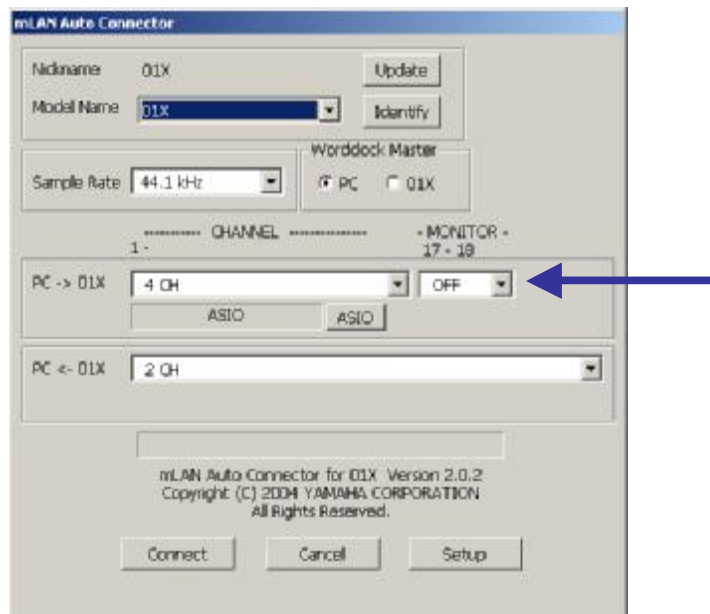 mLAN Auto Connector
Nickname 01X Update
Model Name 01X Identify
Wordclock Master
Sample Rate 44.1 kHz PC 01X
---------- CHANNEL --------------- - MONITOR -
1 - 17 - 18
PC -> 01X 4 CH OFF
ASIO ASIO
PC <- 01X 2 CH
mLAN Auto Connector for 01X Version 2.0.2
Copyright (C) 2004 YAMAHA CORPORATION
All Rights Reserved.
Connect Cancel Setup